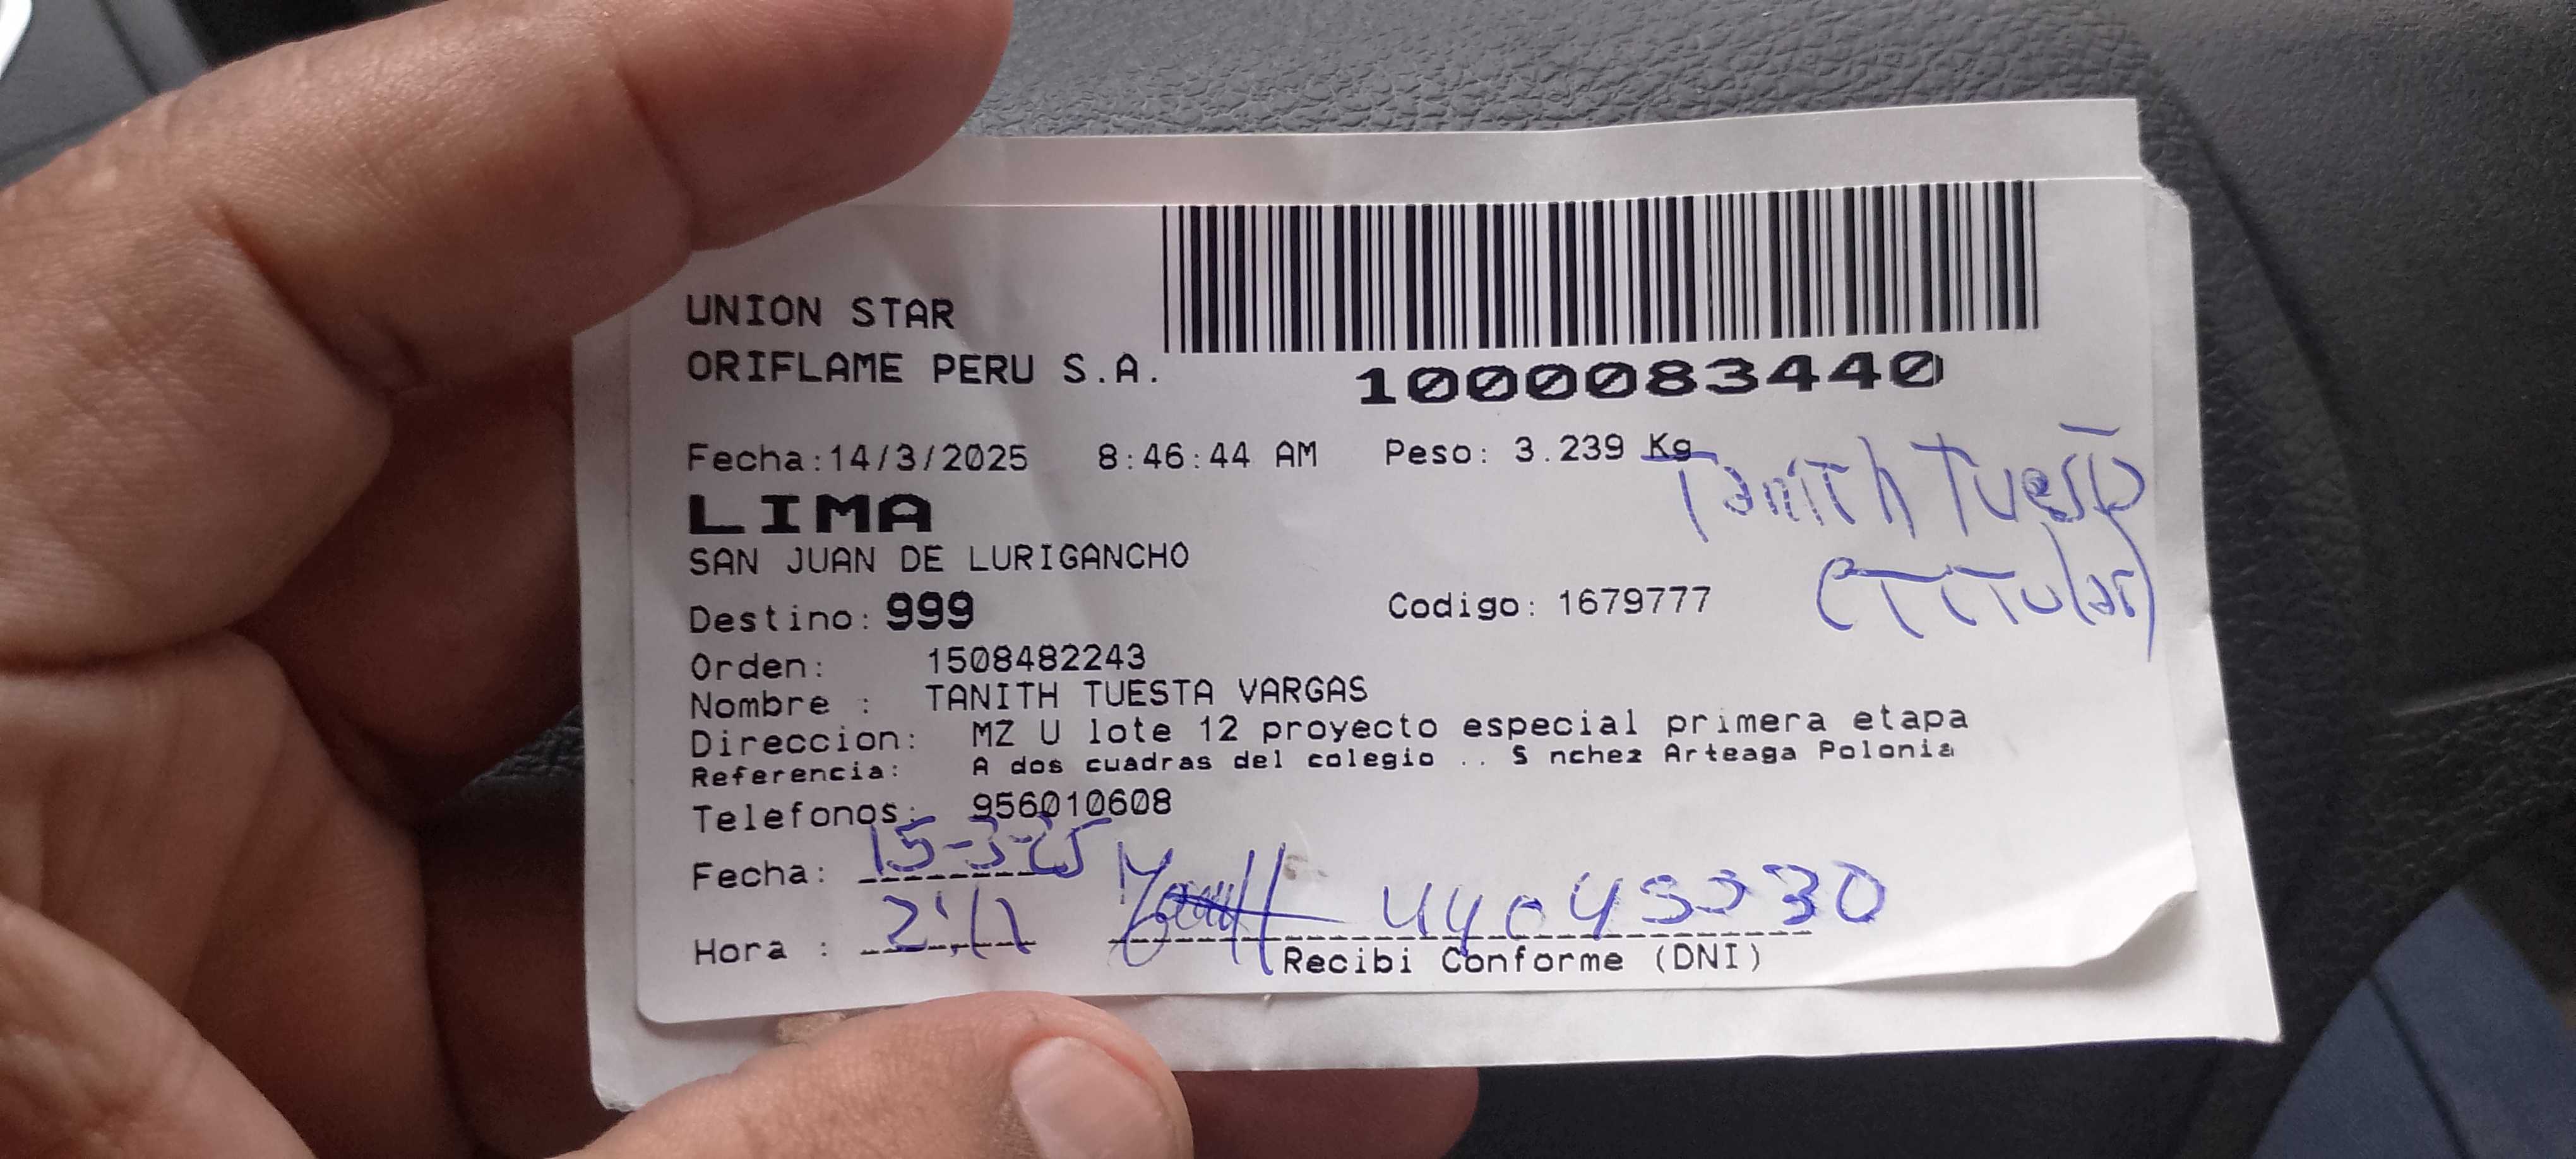 UNION STAR
ORIFLAME PERU S.A.
1000083440
Fecha:14/3/2025 8:46:44 AM Peso: 3.239 Kg
LIMA
SAN JUAN DE LURIGANCHO
Tanith Tuesta
(Titular)
Destino: 999 Codigo: 1679777
Orden: 1508482243
Nombre : TANITH TUESTA VARGAS
Direccion: MZ U lote 12 proyecto especial primera etapa
Referencia: A dos cuadras del colegio .. S nchez Arteaga Polonia
Telefonos: 956010608
Fecha: 15-3-25
Hora :
Recibi Conforme (DNI)